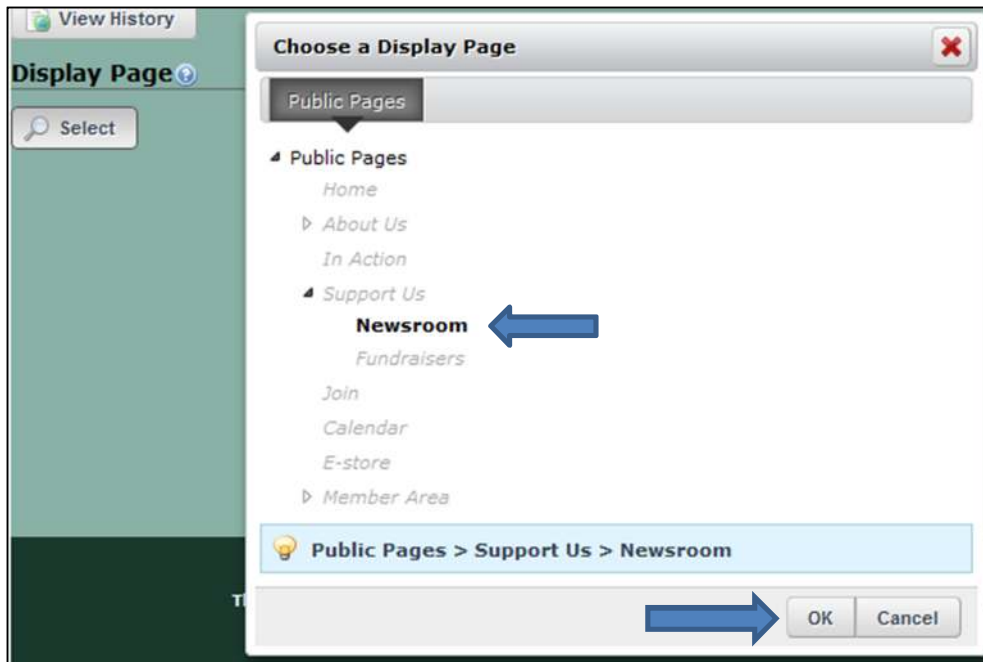 View History
Choose a Display Page
Display Page
Public Pages
Select
Public Pages
Home
About Us
In Action
Support Us
Newsroom
Fundraisers
Join
Calendar
E-store
Member Area
Public Pages > Support Us > Newsroom
OK Cancel